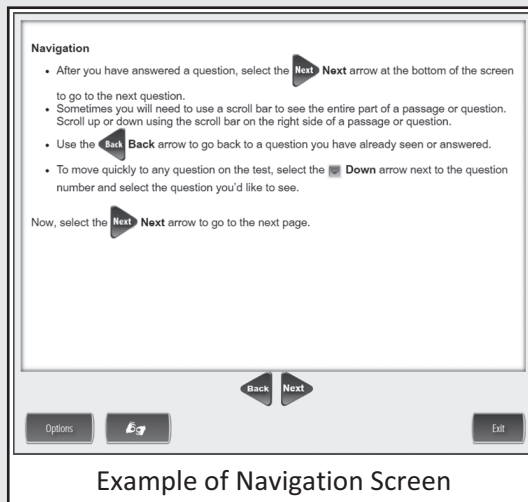 Navigation
• After you have answered a question, select the Next Next arrow at the bottom of the screen
to go to the next question.
• Sometimes you will need to use a scroll bar to see the entire part of a passage or question.
Scroll up or down using the scroll bar on the right side of a passage or question.
• Use the Back Back arrow to go back to a question you have already seen or answered.
• To move quickly to any question on the test, select the Down arrow next to the question
number and select the question you'd like to see.
Now, select the Next Next arrow to go to the next page.
Back Next
Options Exit
Example of Navigation Screen